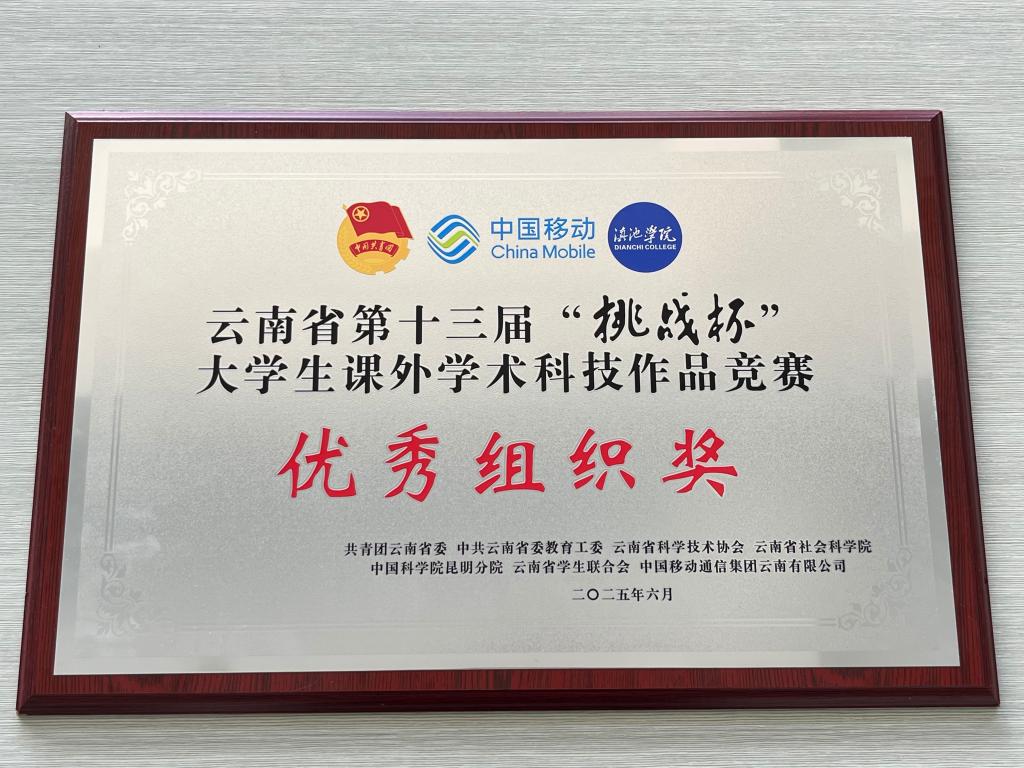 中国共青团
中国移动
China Mobile
滇池学院
DIANCHI COLLEGE
云南省第十三届“挑战杯”
大学生课外学术科技作品竞赛
优秀组织奖
共青团云南省委 中共云南省委教育工委 云南省科学技术协会 云南省社会科学院
中国科学院昆明分院 云南省学生联合会 中国移动通信集团云南有限公司
二〇二五年六月